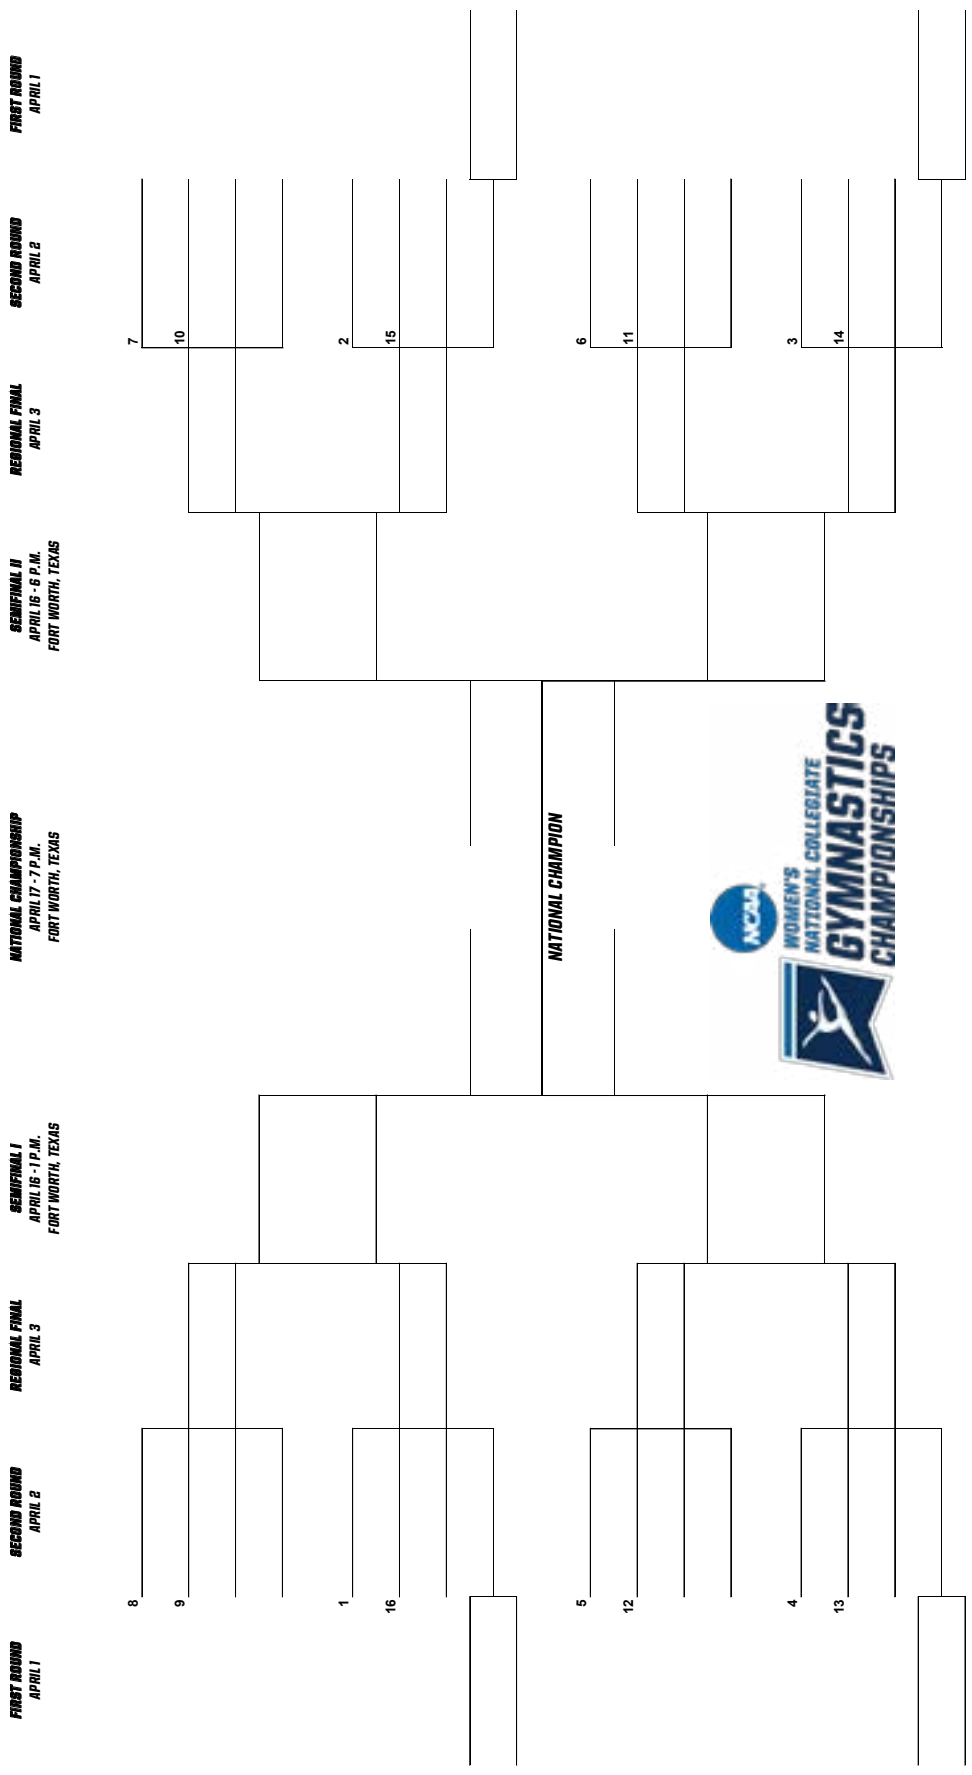 FIRST ROUND
APRIL 1
SECOND ROUND
APRIL 2
REGIONAL FINAL
APRIL 3
SEMIFINAL I
APRIL 16 - 1 P.M.
FORT WORTH, TEXAS
NATIONAL CHAMPIONSHIP
APRIL 17 - 7 P.M.
FORT WORTH, TEXAS
SEMIFINAL II
APRIL 16 - 6 P.M.
FORT WORTH, TEXAS
REGIONAL FINAL
APRIL 3
SECOND ROUND
APRIL 2
FIRST ROUND
APRIL 1
8
9
1
16
5
12
4
13
7
10
2
15
6
11
3
14
NATIONAL CHAMPION
NCAA
WOMEN'S
NATIONAL COLLEGIATE
GYMNASTICS
CHAMPIONSHIPS